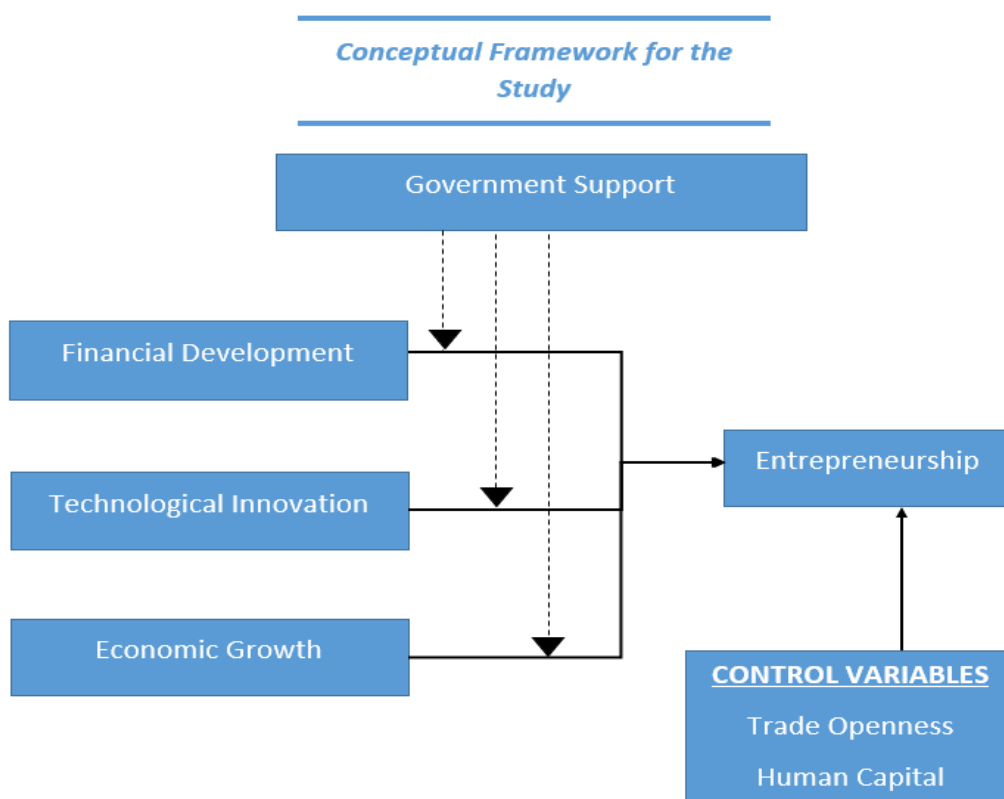 Conceptual Framework for the
Study
Government Support
Financial Development
Technological Innovation
Entrepreneurship
Economic Growth
CONTROL VARIABLES
Trade Openness
Human Capital